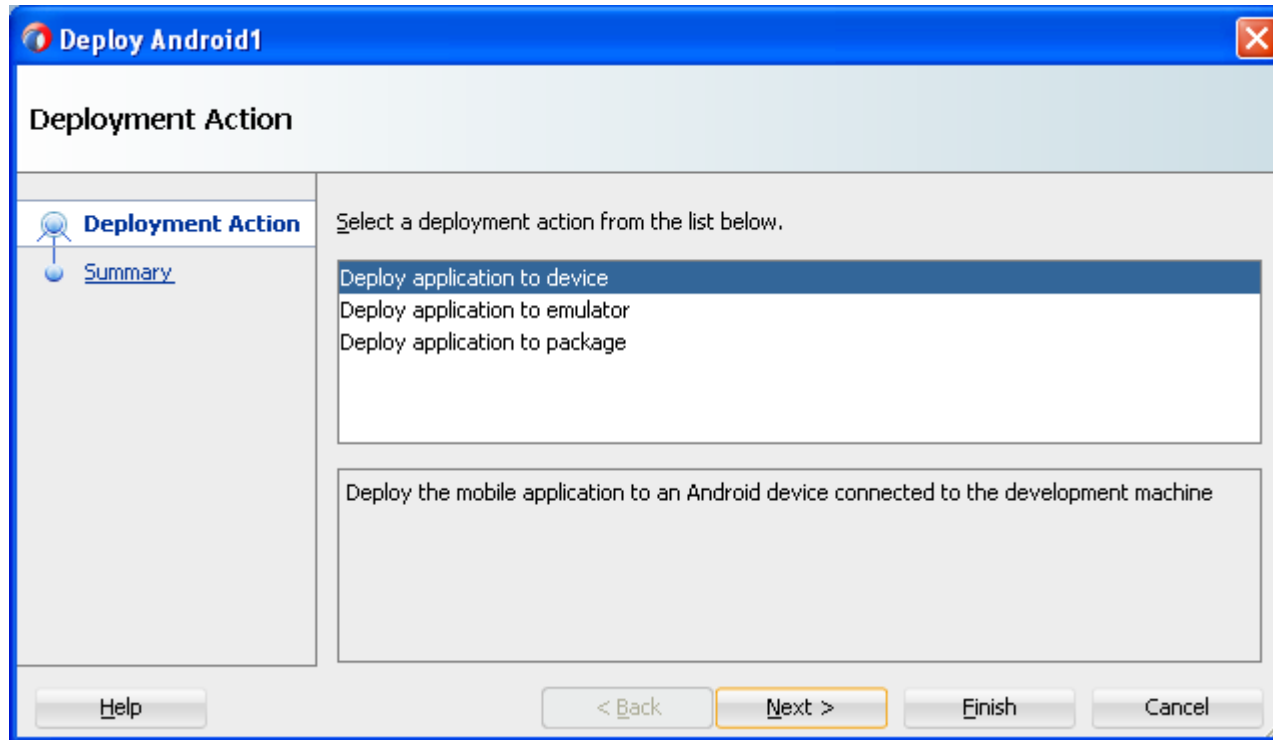 Deploy Android1
Deployment Action
Deployment Action
Summary
Select a deployment action from the list below.
Deploy application to device
Deploy application to emulator
Deploy application to package
Deploy the mobile application to an Android device connected to the development machine
Help
< Back
Next >
Finish
Cancel